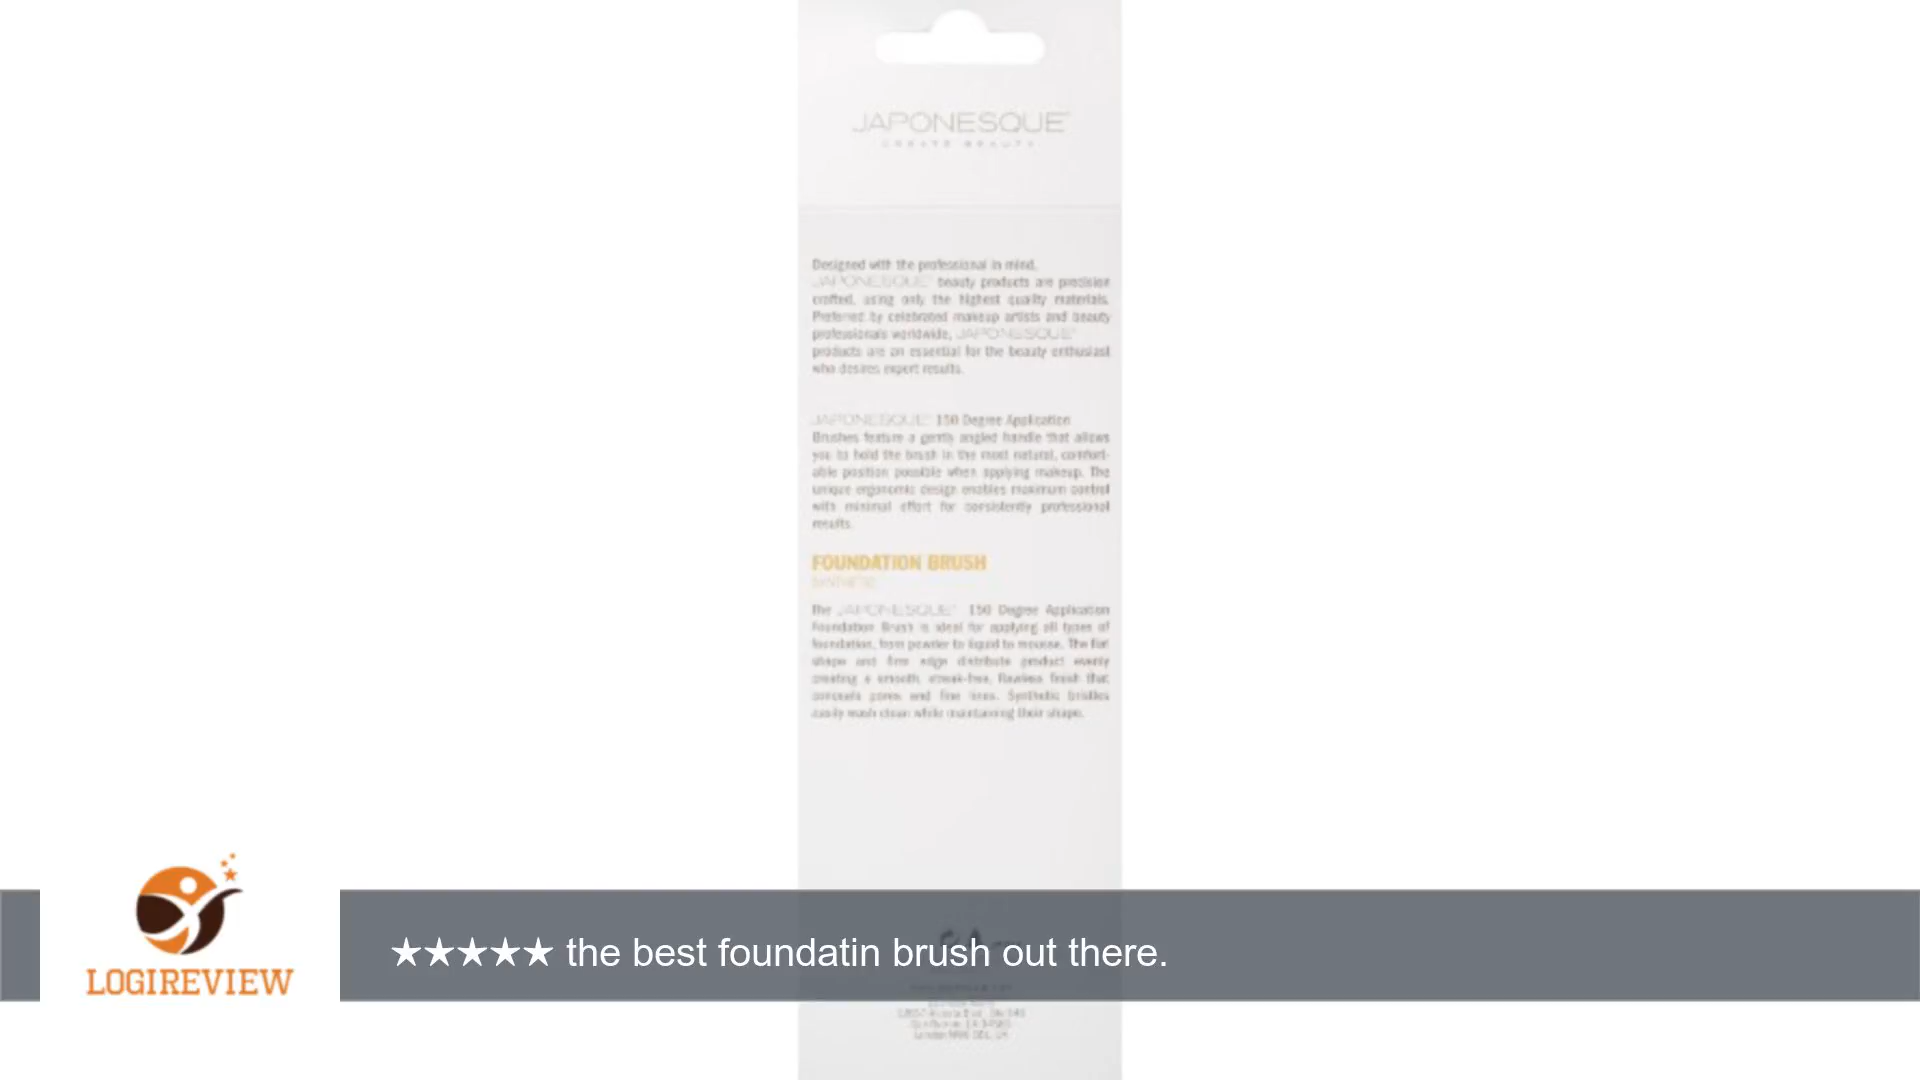 JAPONESQUE
CREATE BEAUTY
Designed with the professional in mind,
JAPONESQUE beauty products are precision
crafted, using only the highest quality materials.
Preferred by celebrated makeup artists and beauty
professionals worldwide, JAPONESQUE
products are an essential for the beauty enthusiast
who desires expert results.
JAPONESQUE 150 Degree Application
Brushes feature a gently angled handle that allows
you to hold the brush in the most natural, comfort-
able position possible when applying makeup. The
unique ergonomic design enables maximum control
with minimal effort for consistently professional
results.
FOUNDATION BRUSH
SYNTHETIC
The JAPONESQUE 150 Degree Application
Foundation Brush is ideal for applying all types of
foundation, from powder to liquid to mousse. The flat
shape and fine edge distribute product evenly
creating a smooth, streak-free, flawless finish that
conceals pores and fine lines. Synthetic bristles
easily wash clean while maintaining their shape.
★★★★★ the best foundatin brush out there.
LOGIREVIEW